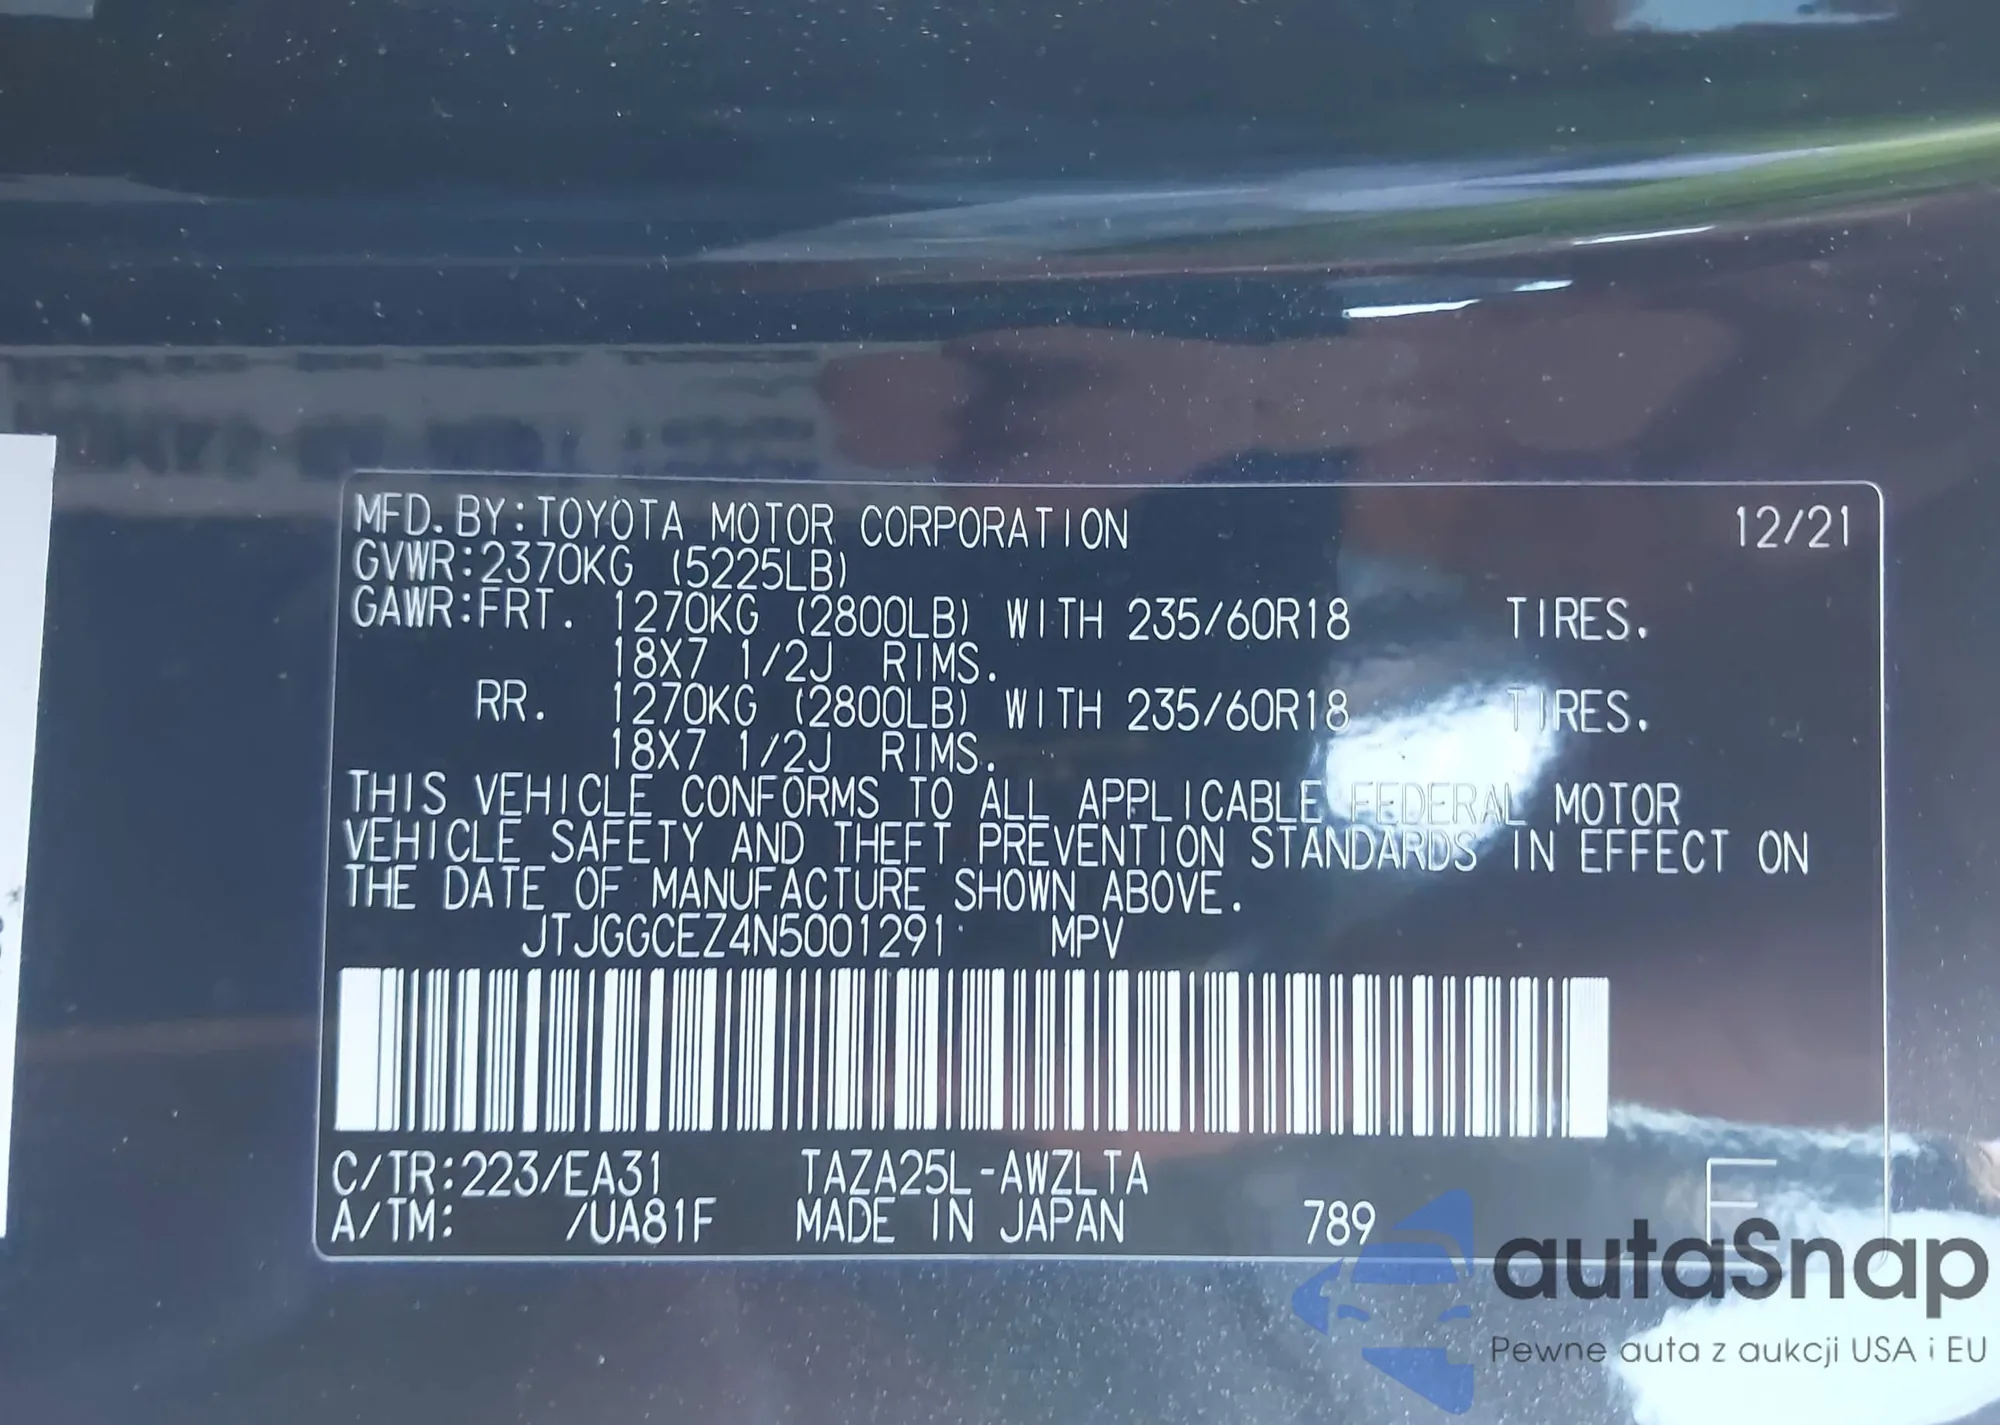 MFD.BY:TOYOTA MOTOR CORPORATION 12/21
GVWR:2370KG (5225LB)
GAWR:FRT. 1270KG (2800LB) WITH 235/60R18 TIRES.
18X7 1/2J RIMS.
RR. 1270KG (2800LB) WITH 235/60R18 TIRES.
18X7 1/2J RIMS.
THIS VEHICLE CONFORMS TO ALL APPLICABLE FEDERAL MOTOR
VEHICLE SAFETY AND THEFT PREVENTION STANDARDS IN EFFECT ON
THE DATE OF MANUFACTURE SHOWN ABOVE.
JTJGGCEZ4N5001291 MPV
C/TR:223/EA31 TAZA25L-AWZLTA
A/TM: /UA81F MADE IN JAPAN 789
autaSnap
Pewne auta z aukcji USA i EU